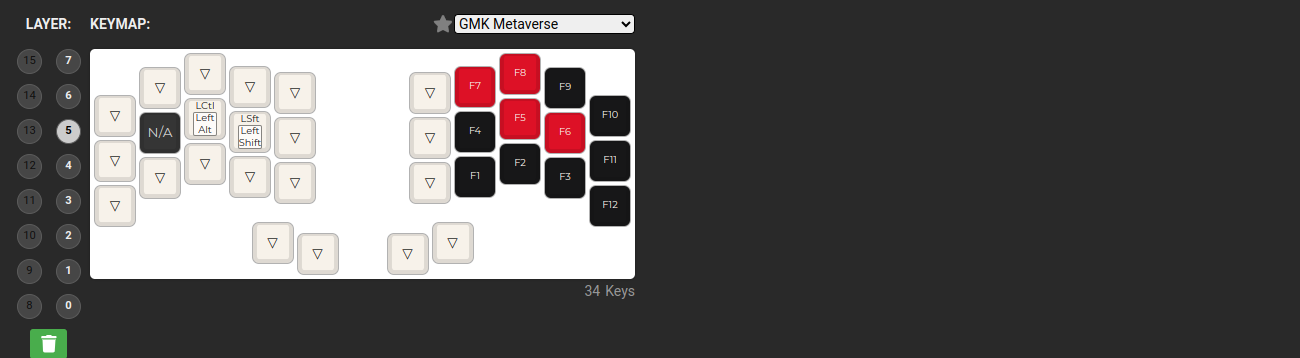 LAYER: KEYMAP: GMK Metaverse
15 7
14 6
13 5
12 4
11 3
10 2
9 1
8 0
▽ ▽ ▽ ▽ ▽ ▽ F7 F8 F9 F10
▽ N/A LCtl Left Alt LSft Left Shift ▽ ▽ F4 F5 F6 F11
▽ ▽ ▽ ▽ ▽ ▽ F1 F2 F3 F12
▽ ▽ ▽ ▽
34 Keys